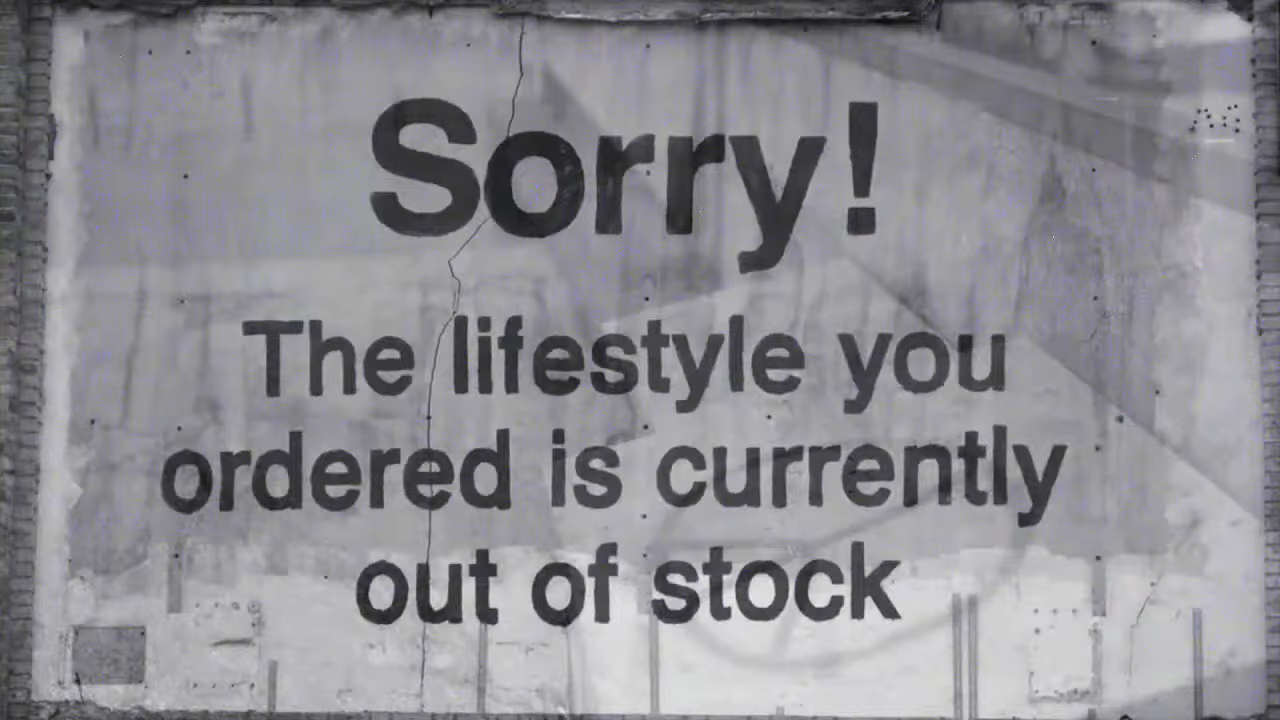 Sorry!
The lifestyle you
ordered is currently
out of stock